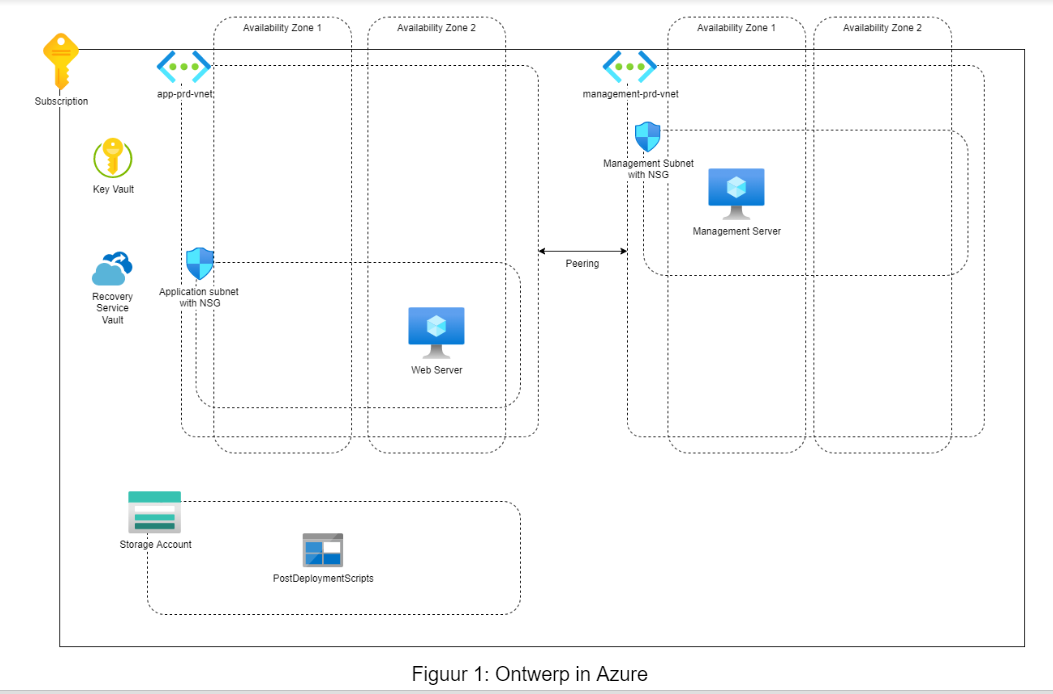 Availability Zone 1
Availability Zone 2
Availability Zone 1
Availability Zone 2
Subscription
app-prd-vnet
management-prd-vnet
Key Vault
Management Subnet
with NSG
Management Server
Peering
Recovery
Service
Vault
Application subnet
with NSG
Web Server
Storage Account
PostDeploymentScripts
Figuur 1: Ontwerp in Azure